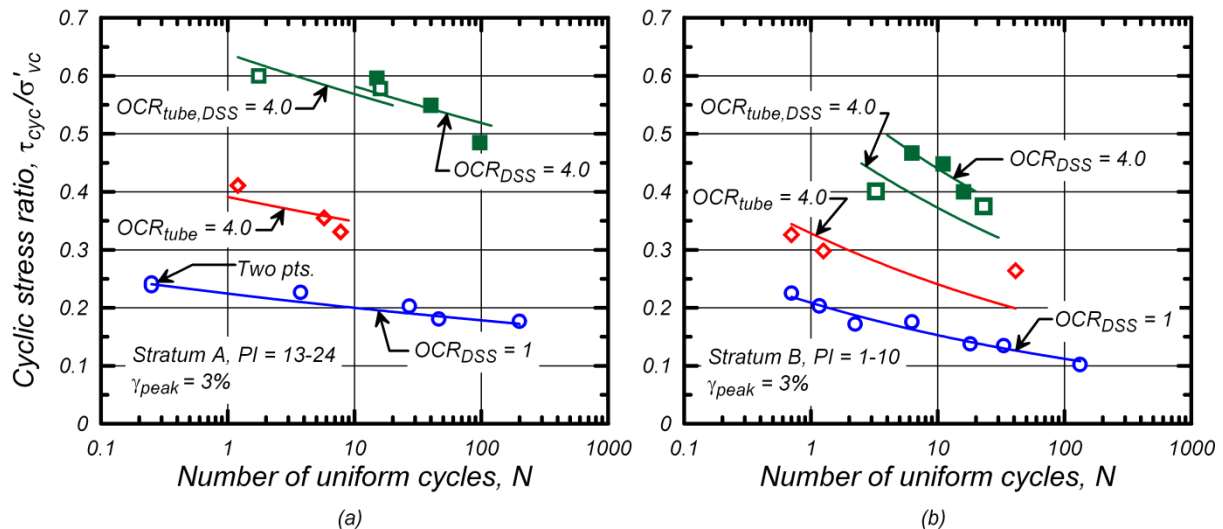 Cyclic stress ratio, τcyc/σ'vc
0.7
0.6
0.5
0.4
0.3
0.2
0.1
0
OCRtube,DSS = 4.0
OCRDSS = 4.0
OCRtube = 4.0
Two pts.
OCRDSS = 1
Stratum A, PI = 13-24
γpeak = 3%
0.1 1 10 100 1000
Number of uniform cycles, N
(a)
0.7
0.6
0.5
0.4
0.3
0.2
0.1
0
OCRtube,DSS = 4.0
OCRDSS = 4.0
OCRtube = 4.0
OCRDSS = 1
Stratum B, PI = 1-10
γpeak = 3%
0.1 1 10 100 1000
Number of uniform cycles, N
(b)